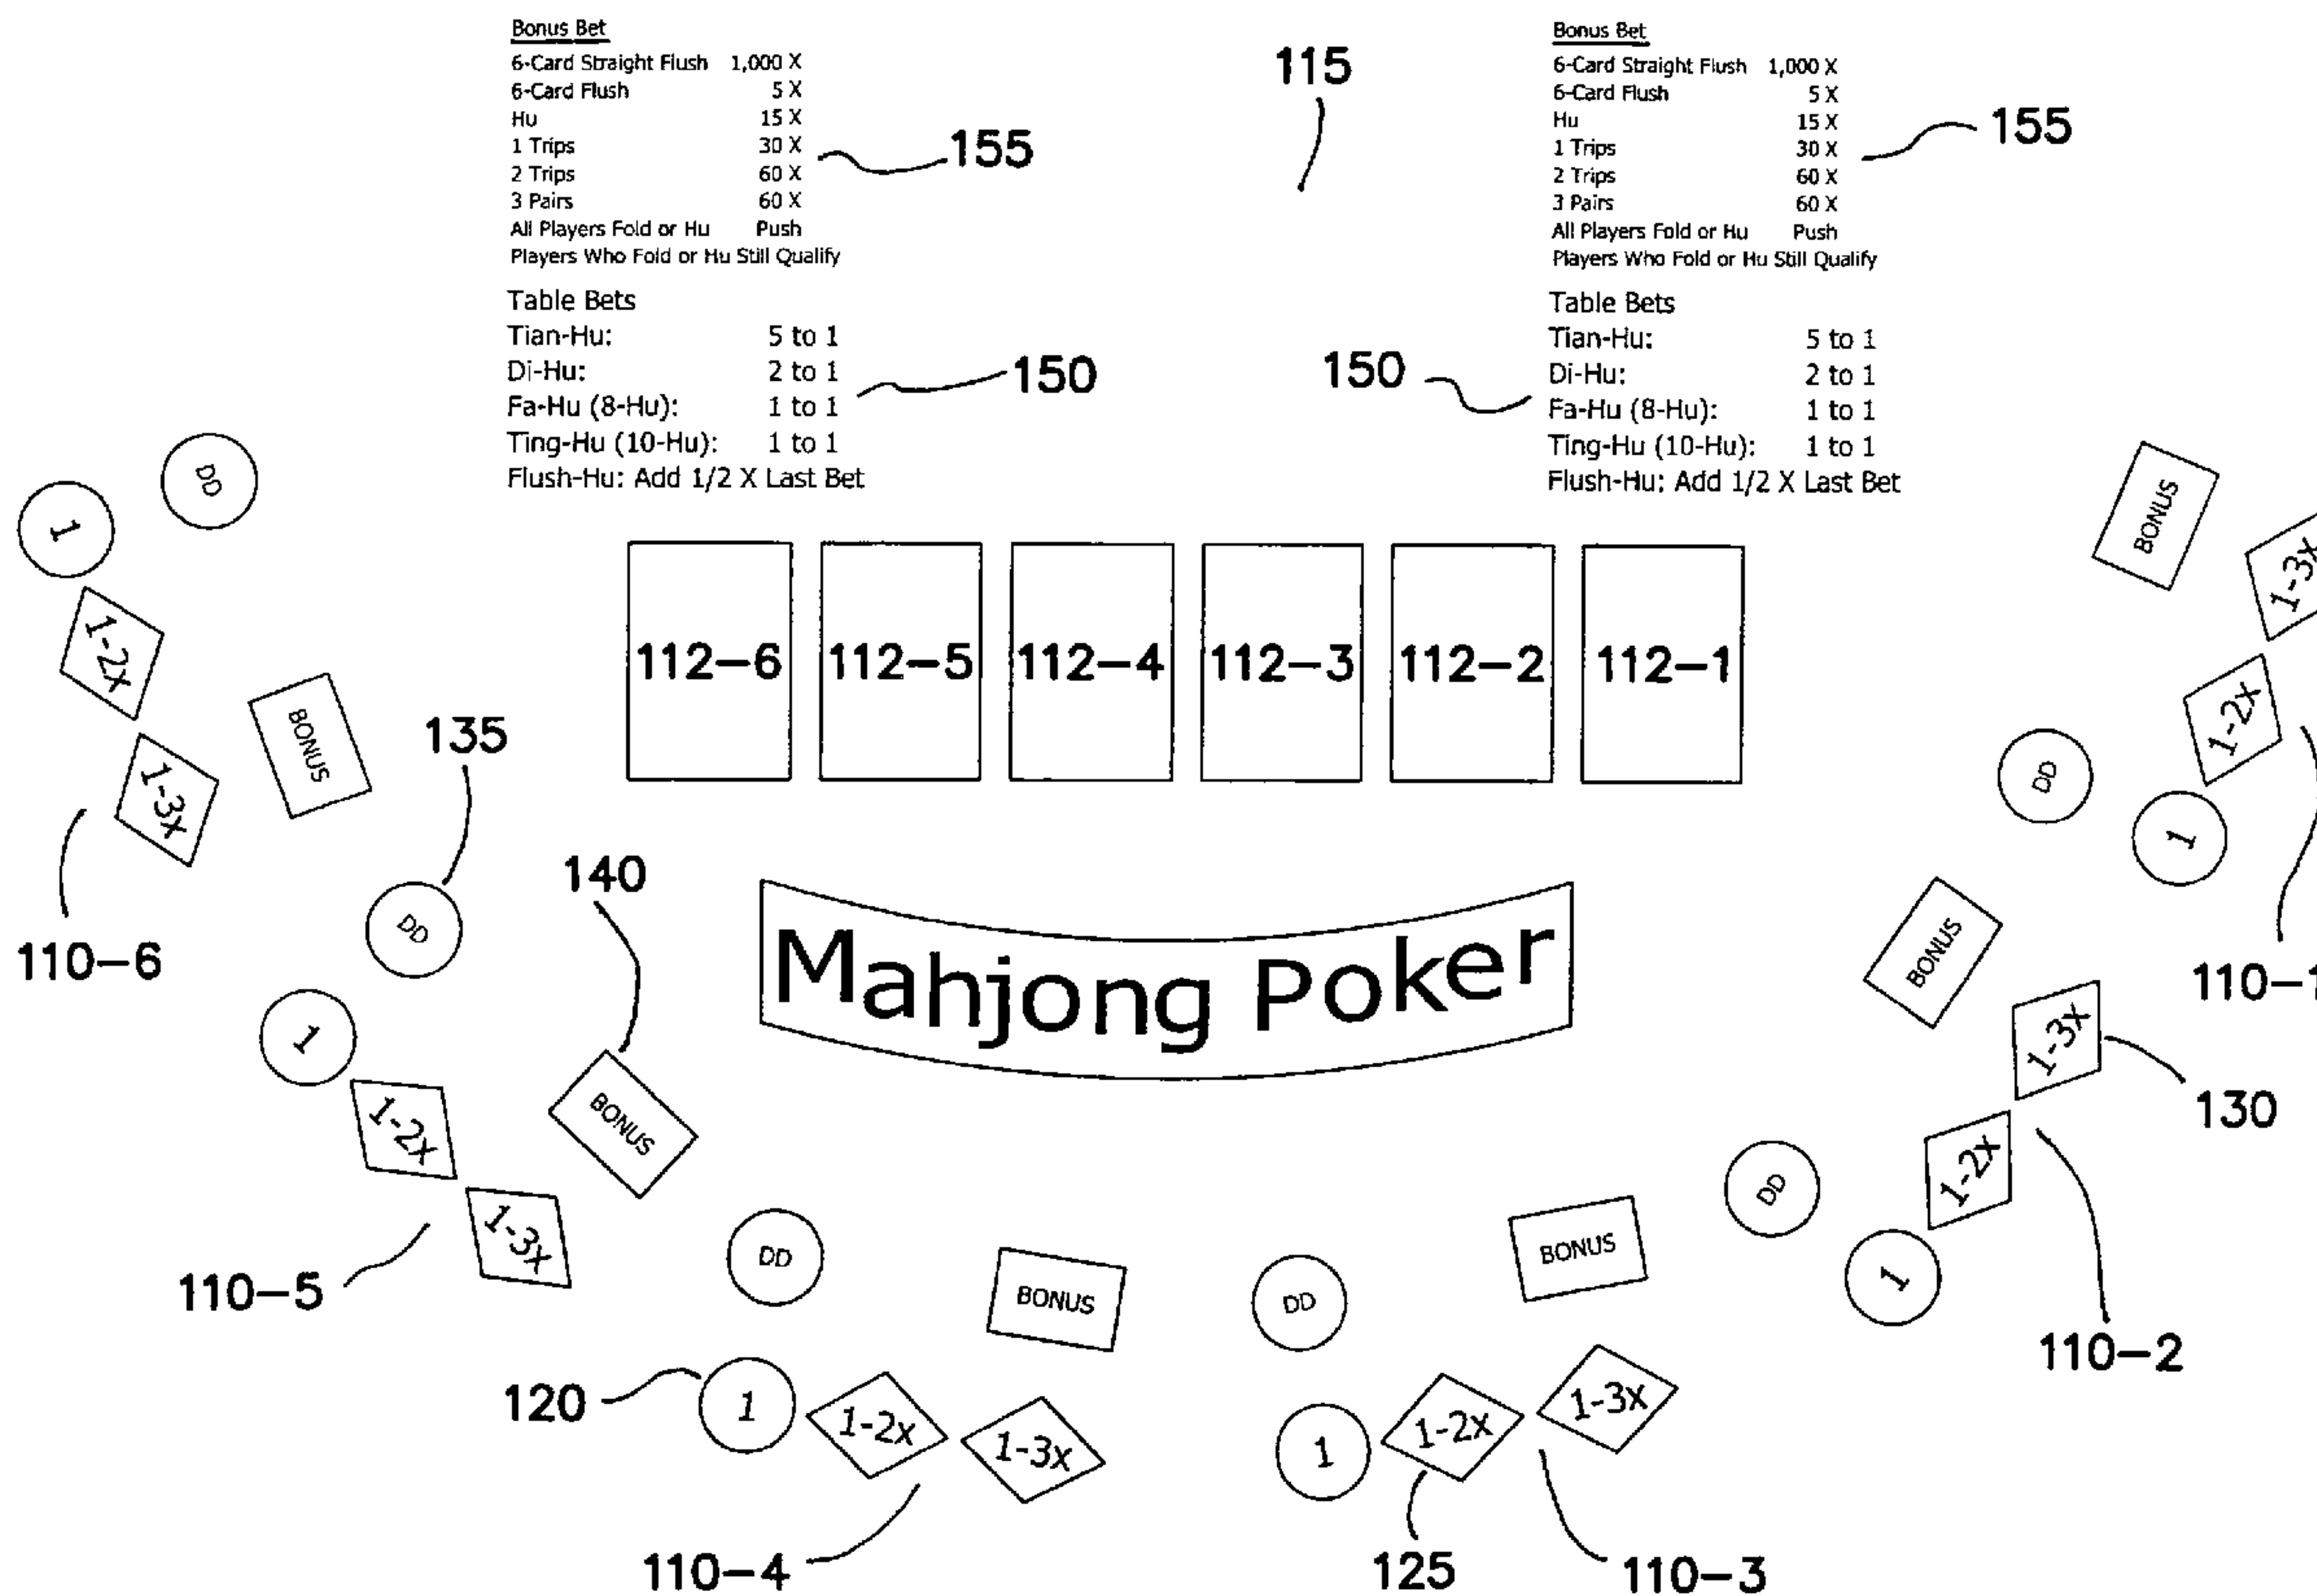 Bonus Bet
6-Card Straight Flush 1,000 X
6-Card Flush 5 X
Hu 15 X
1 Trips 30 X
2 Trips 60 X
3 Pairs 60 X
All Players Fold or Hu Push
Players Who Fold or Hu Still Qualify
Table Bets
Tian-Hu: 5 to 1
Di-Hu: 2 to 1
Fa-Hu (8-Hu): 1 to 1
Ting-Hu (10-Hu): 1 to 1
Flush-Hu: Add 1/2 X Last Bet
155
150
115
Bonus Bet
6-Card Straight Flush 1,000 X
6-Card Flush 5 X
Hu 15 X
1 Trips 30 X
2 Trips 60 X
3 Pairs 60 X
All Players Fold or Hu Push
Players Who Fold or Hu Still Qualify
Table Bets
Tian-Hu: 5 to 1
Di-Hu: 2 to 1
Fa-Hu (8-Hu): 1 to 1
Ting-Hu (10-Hu): 1 to 1
Flush-Hu: Add 1/2 X Last Bet
155
150
112-6 112-5 112-4 112-3 112-2 112-1
Mahjong Poker
DD
1
1-2x
1-3x
BONUS
110-6
135
DD
1
1-2x
1-3x
BONUS
140
110-5
DD
BONUS
120
1
1-2x
1-3x
110-4
DD
BONUS
1
1-2x
1-3x
125
110-3
DD
BONUS
1
1-2x
1-3x
130
110-2
BONUS
1-3x
1-2x
DD
1
110-1